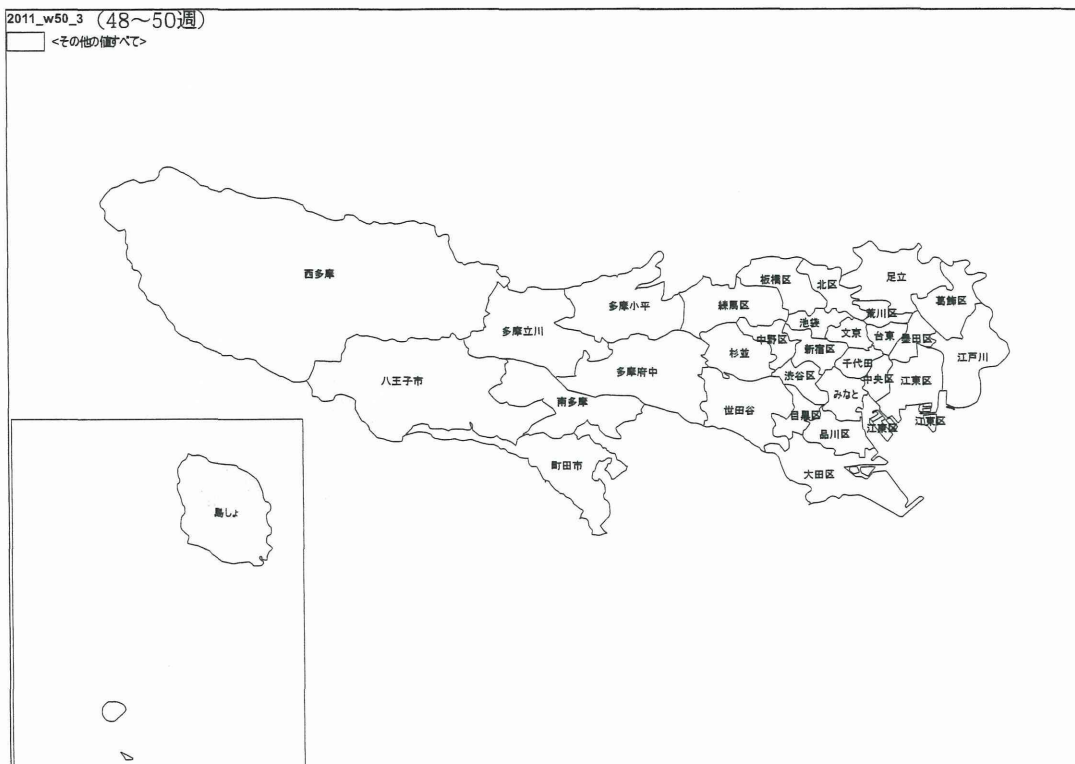 2011_w50_3 (48～50週)
<その他の値すべて>
西多摩
多摩小平
多摩立川
多摩府中
八王子市
南多摩
町田市
板橋区
北区
足立
葛飾区
練馬区
荒川区
池袋
文京
台東
墨田区
中野区
杉並
新宿区
江戸川
千代田
渋谷区
中央区
江東区
みなと
世田谷
目黒区
品川区
江東区
江東区
大田区
島しょ